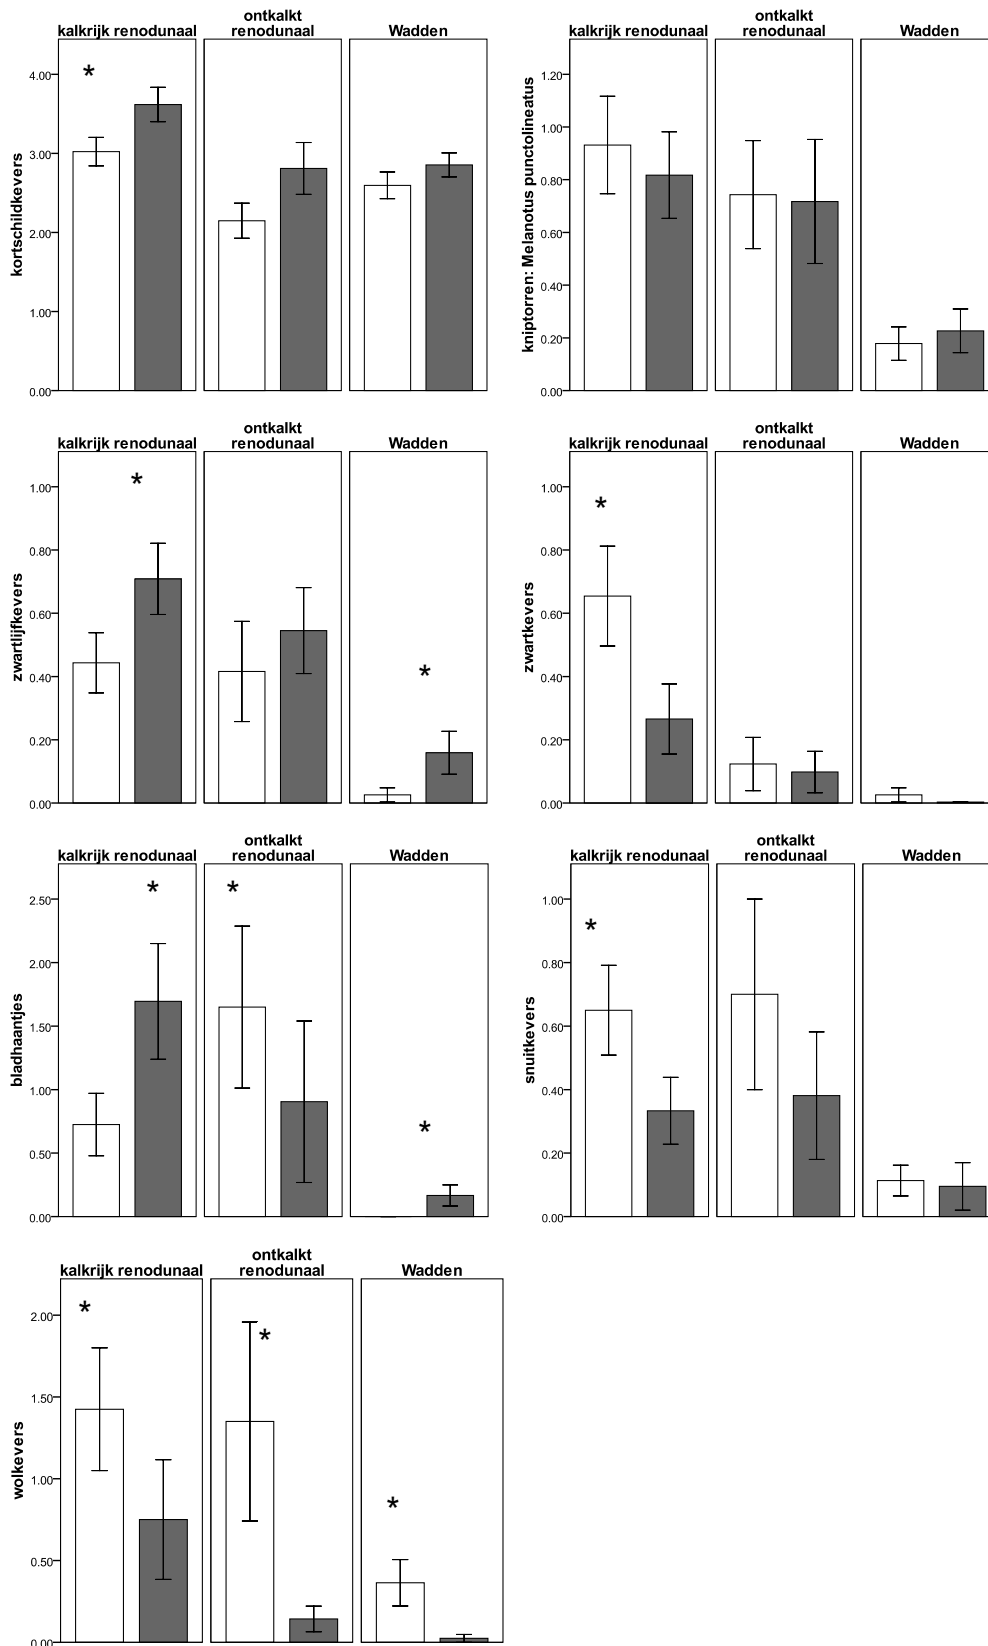 kalkrijk renodunaal
ontkalkt
renodunaal
Wadden
*
4.00
3.00
2.00
1.00
0.00
kortschildkevers
kalkrijk renodunaal
ontkalkt
renodunaal
Wadden
1.20
1.00
0.80
0.60
0.40
0.20
0.00
kniptorren: Melanotus punctolineatus
kalkrijk renodunaal
ontkalkt
renodunaal
Wadden
*
*
1.00
0.80
0.60
0.40
0.20
0.00
zwartlijfkevers
kalkrijk renodunaal
ontkalkt
renodunaal
Wadden
*
1.00
0.80
0.60
0.40
0.20
0.00
zwartkevers
kalkrijk renodunaal
ontkalkt
renodunaal
Wadden
*
*
*
2.50
2.00
1.50
1.00
0.50
0.00
bladhaantjes
kalkrijk renodunaal
ontkalkt
renodunaal
Wadden
*
1.00
0.80
0.60
0.40
0.20
0.00
snuitkevers
kalkrijk renodunaal
ontkalkt
renodunaal
Wadden
*
*
*
2.00
1.50
1.00
0.50
0.00
wolkevers